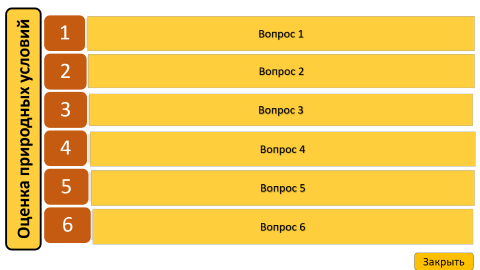 Оценка природных условий
1 Вопрос 1
2 Вопрос 2
3 Вопрос 3
4 Вопрос 4
5 Вопрос 5
6 Вопрос 6
Закрыть